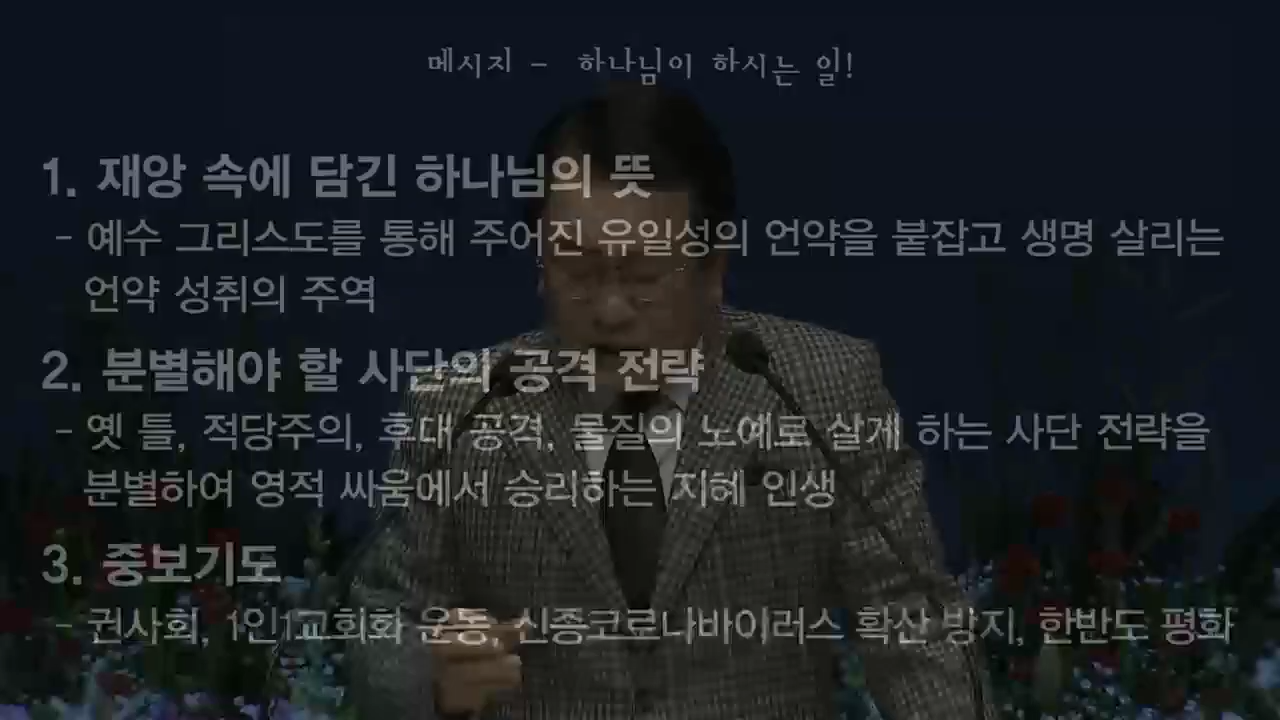 메시지 - 하나님이 하시는 일!
1. 재앙 속에 담긴 하나님의 뜻
- 예수 그리스도를 통해 주어진 유일성의 언약을 붙잡고 생명 살리는
언약 성취의 주역
2. 분별해야 할 사단의 공격 전략
- 옛 틀, 적당주의, 후대 공격, 물질의 노예로 살게 하는 사단 전략을
분별하여 영적 싸움에서 승리하는 지혜 인생
3. 중보기도
- 권사회, 1인1교회화 운동, 신종코로나바이러스 확산 방지, 한반도 평화